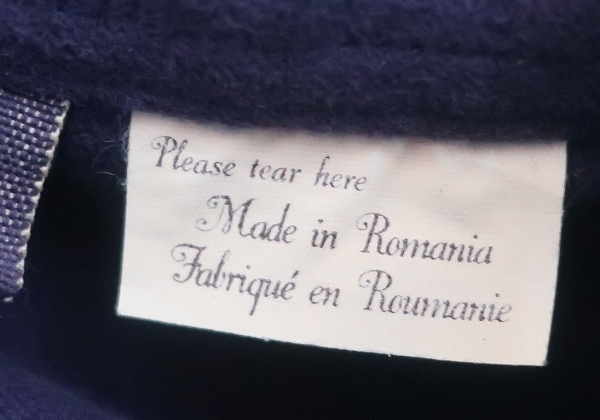 Please tear here
Made in Romania
Fabriqué en Roumanie